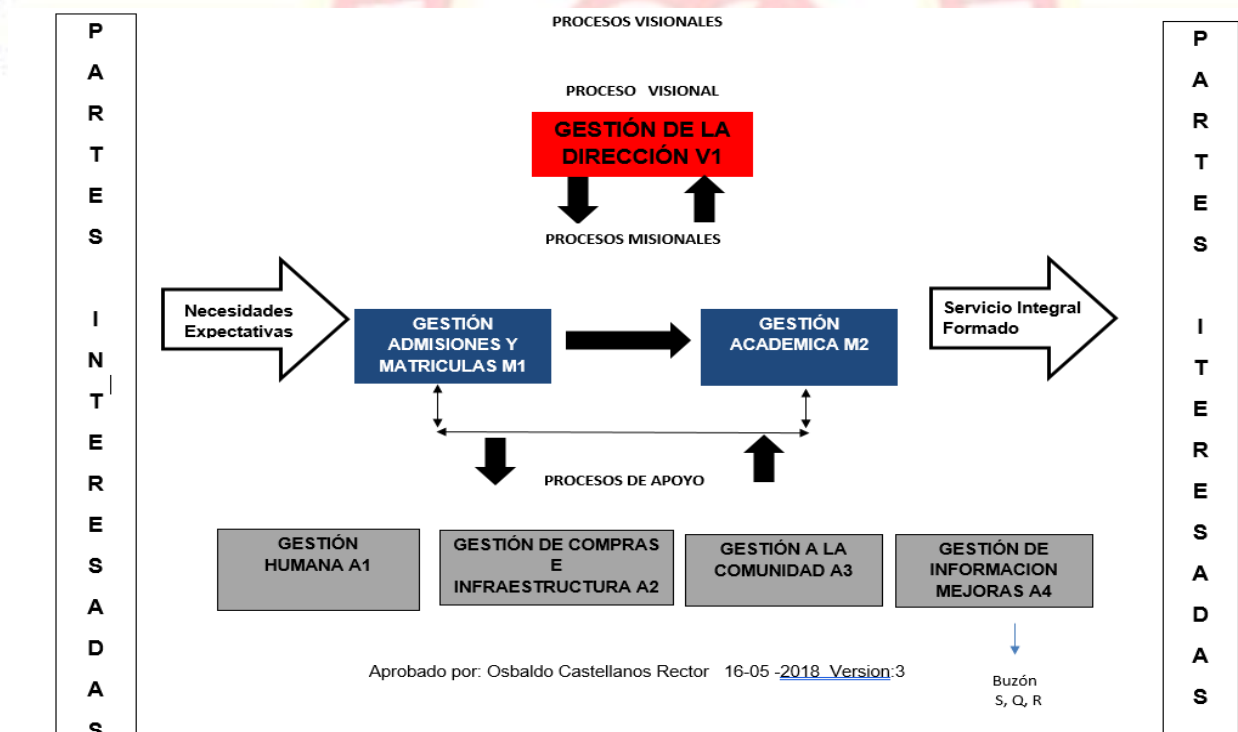 P
A
R
T
E
S
I
N
T
E
R
E
S
A
D
A
S
PROCESOS VISIONALES
PROCESO VISIONAL
GESTIÓN DE LA
DIRECCIÓN V1
PROCESOS MISIONALES
Necesidades
Expectativas
GESTIÓN
ADMISIONES Y
MATRICULAS M1
GESTIÓN
ACADEMICA M2
Servicio Integral
Formado
PROCESOS DE APOYO
GESTIÓN
HUMANA A1
GESTIÓN DE COMPRAS
E
INFRAESTRUCTURA A2
GESTIÓN A LA
COMUNIDAD A3
GESTIÓN DE
INFORMACION
MEJORAS A4
Aprobado por: Osbaldo Castellanos Rector 16-05 -2018 Version:3
Buzón
S, Q, R
P
A
R
T
E
S
I
T
E
R
E
S
A
D
A
S